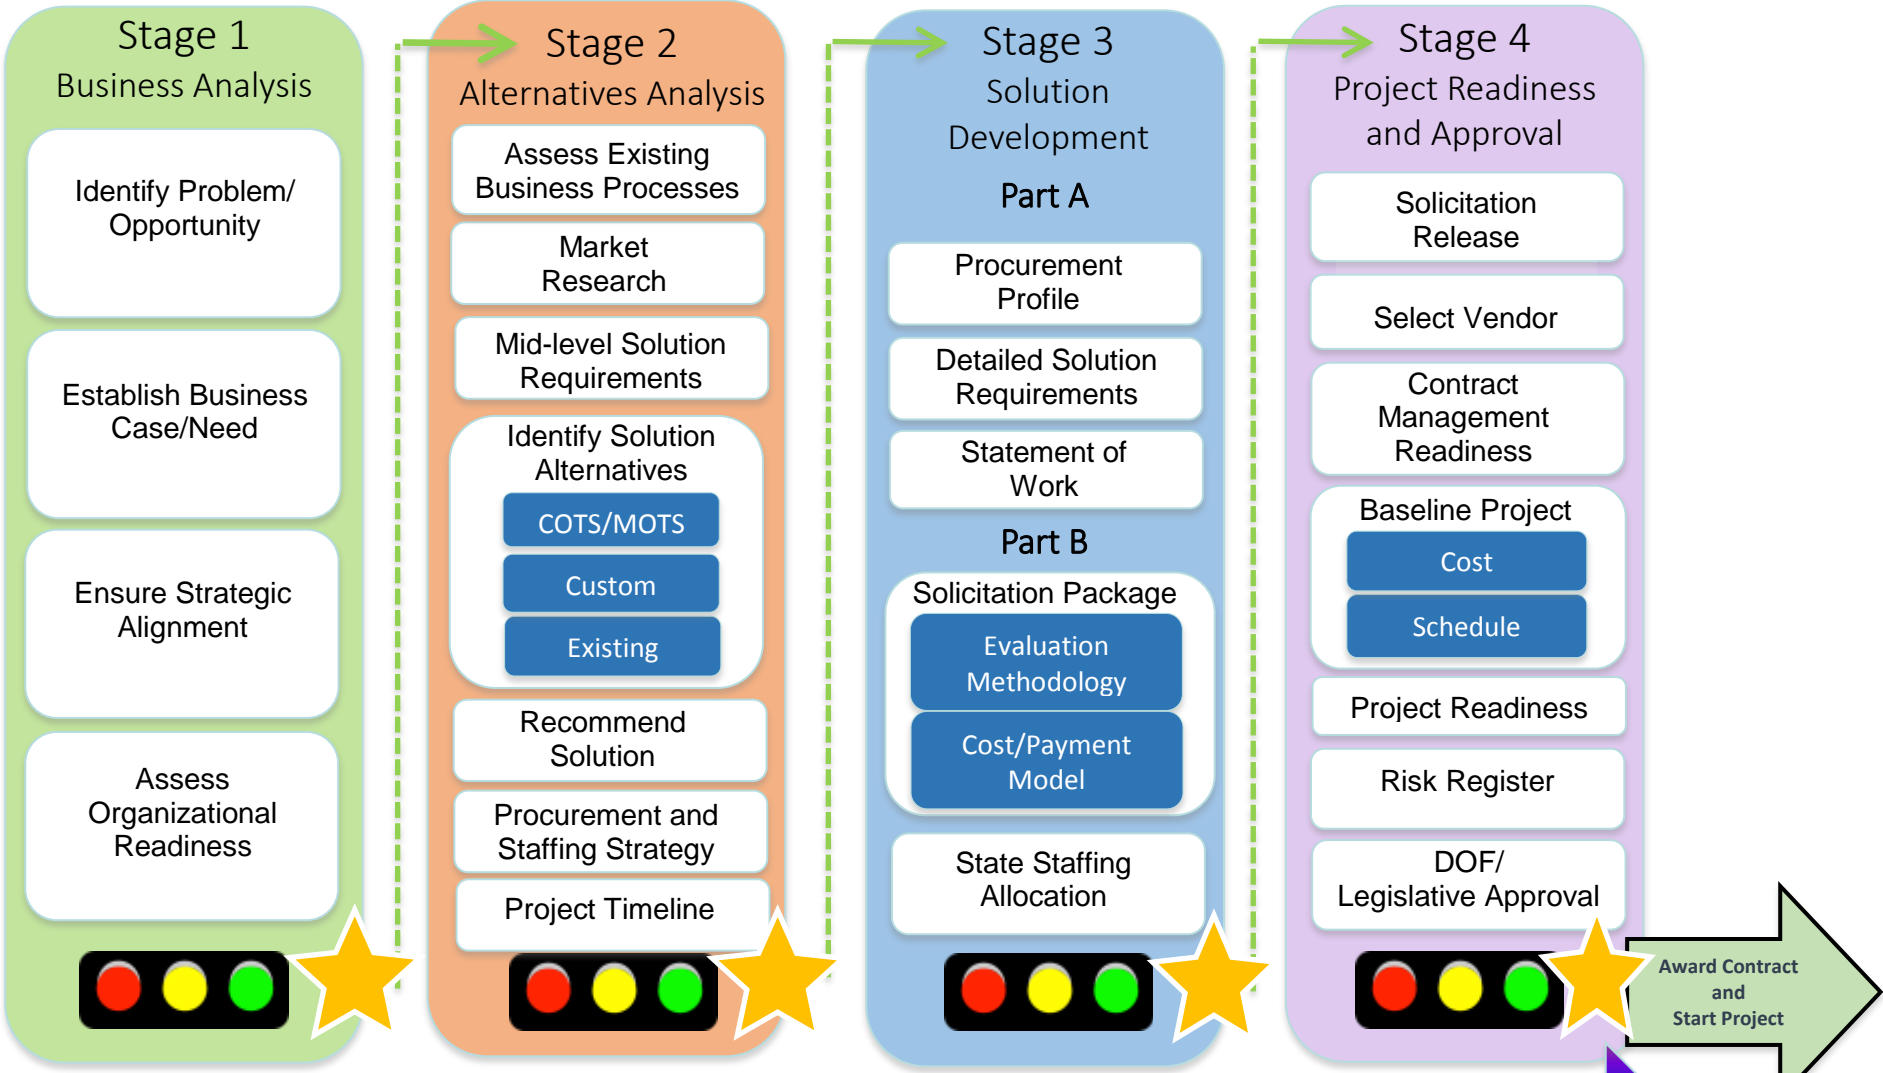 Stage 1
Business Analysis
Identify Problem/
Opportunity
Establish Business
Case/Need
Ensure Strategic
Alignment
Assess
Organizational
Readiness
Stage 2
Alternatives Analysis
Assess Existing
Business Processes
Market
Research
Mid-level Solution
Requirements
Identify Solution
Alternatives
COTS/MOTS
Custom
Existing
Recommend
Solution
Procurement and
Staffing Strategy
Project Timeline
Stage 3
Solution
Development
Part A
Procurement
Profile
Detailed Solution
Requirements
Statement of
Work
Part B
Solicitation Package
Evaluation
Methodology
Cost/Payment
Model
State Staffing
Allocation
Stage 4
Project Readiness
and Approval
Solicitation
Release
Select Vendor
Contract
Management
Readiness
Baseline Project
Cost
Schedule
Project Readiness
Risk Register
DOF/
Legislative Approval
Award Contract
and
Start Project